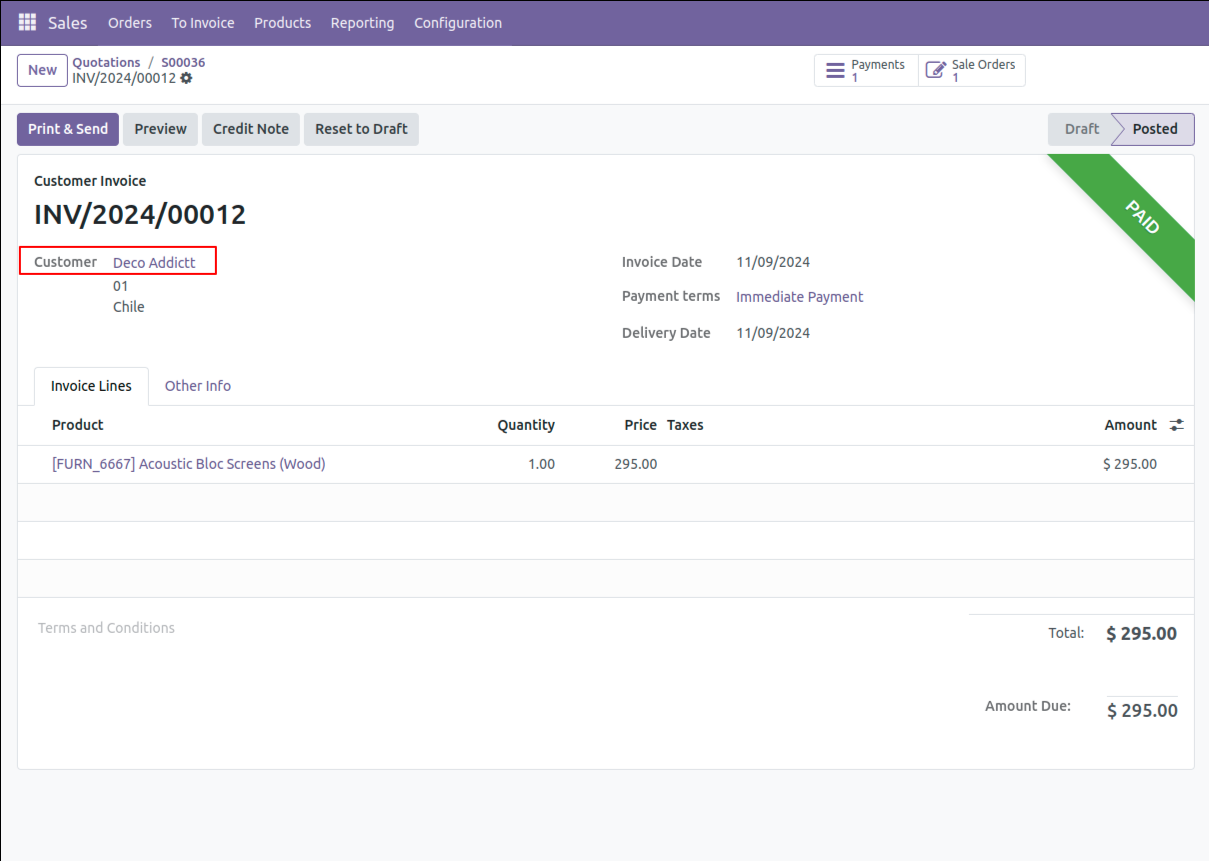 Sales Orders To Invoice Products Reporting Configuration
New Quotations / S00036
INV/2024/00012
Payments
1
Sale Orders
1
Print & Send Preview Credit Note Reset to Draft Draft Posted
PAID
Customer Invoice
INV/2024/00012
Customer Deco Addictt
01
Chile
Invoice Date 11/09/2024
Payment terms Immediate Payment
Delivery Date 11/09/2024
Invoice Lines Other Info
Product Quantity Price Taxes Amount
[FURN_6667] Acoustic Bloc Screens (Wood) 1.00 295.00 $ 295.00
Terms and Conditions
Total: $ 295.00
Amount Due: $ 295.00